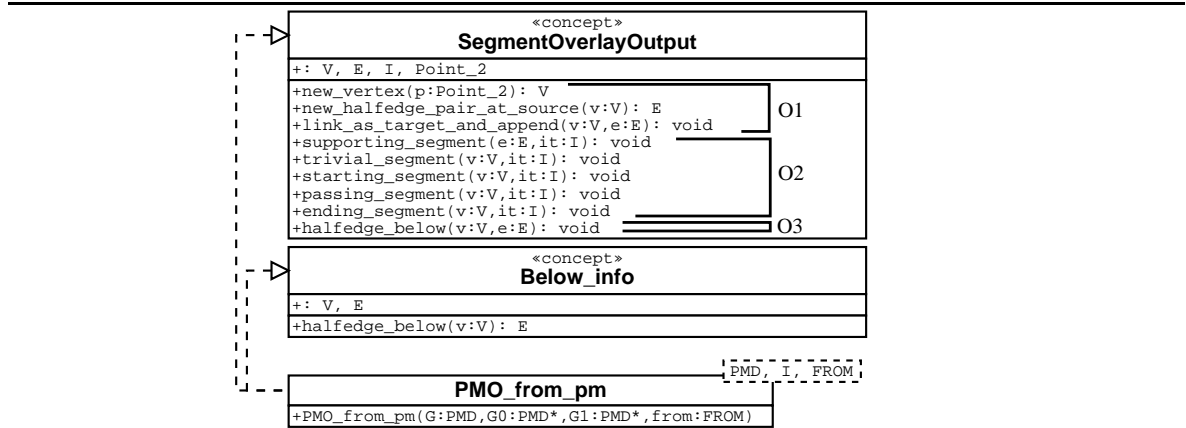 «concept»
SegmentOverlayOutput
+: V, E, I, Point_2
+new_vertex(p:Point_2): V
+new_halfedge_pair_at_source(v:V): E
+link_as_target_and_append(v:V,e:E): void
O1
+supporting_segment(e:E,it:I): void
+trivial_segment(v:V,it:I): void
+starting_segment(v:V,it:I): void
+passing_segment(v:V,it:I): void
+ending_segment(v:V,it:I): void
O2
+halfedge_below(v:V,e:E): void
O3
«concept»
Below_info
+: V, E
+halfedge_below(v:V): E
PMD, I, FROM
PMO_from_pm
+PMO_from_pm(G:PMD,G0:PMD*,G1:PMD*,from:FROM)